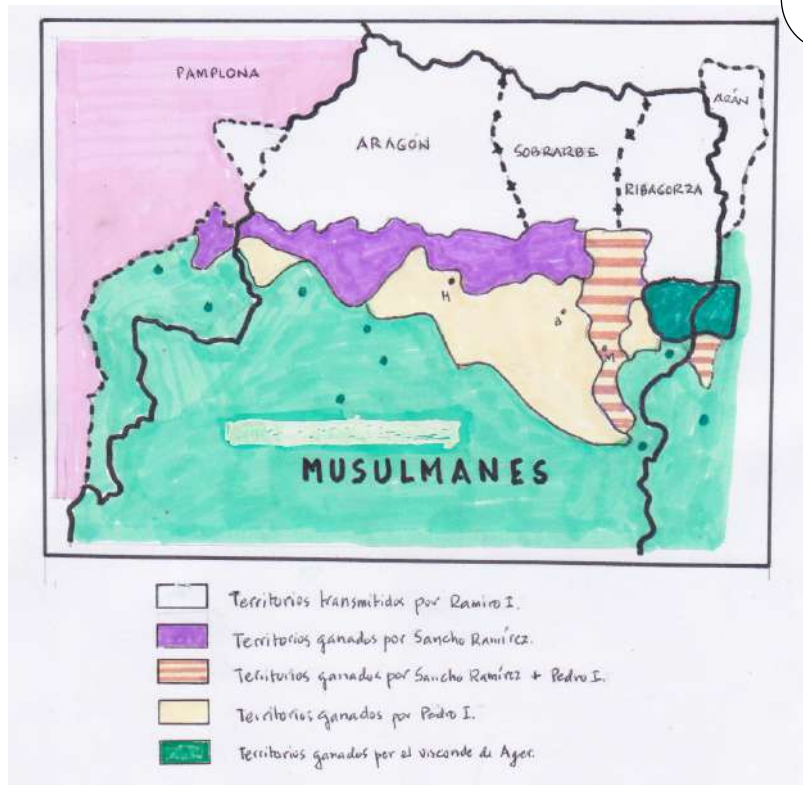 PAMPLONA
ARÁN
ARAGÓN
SOBRARBE
RIBAGORZA
H
B
M
MUSULMANES
Territorios transmitidos por Ramiro I.
Territorios ganados por Sancho Ramírez.
Territorios ganados por Sancho Ramírez + Pedro I.
Territorios ganados por Pedro I.
Territorios ganados por el visconde de Ager.